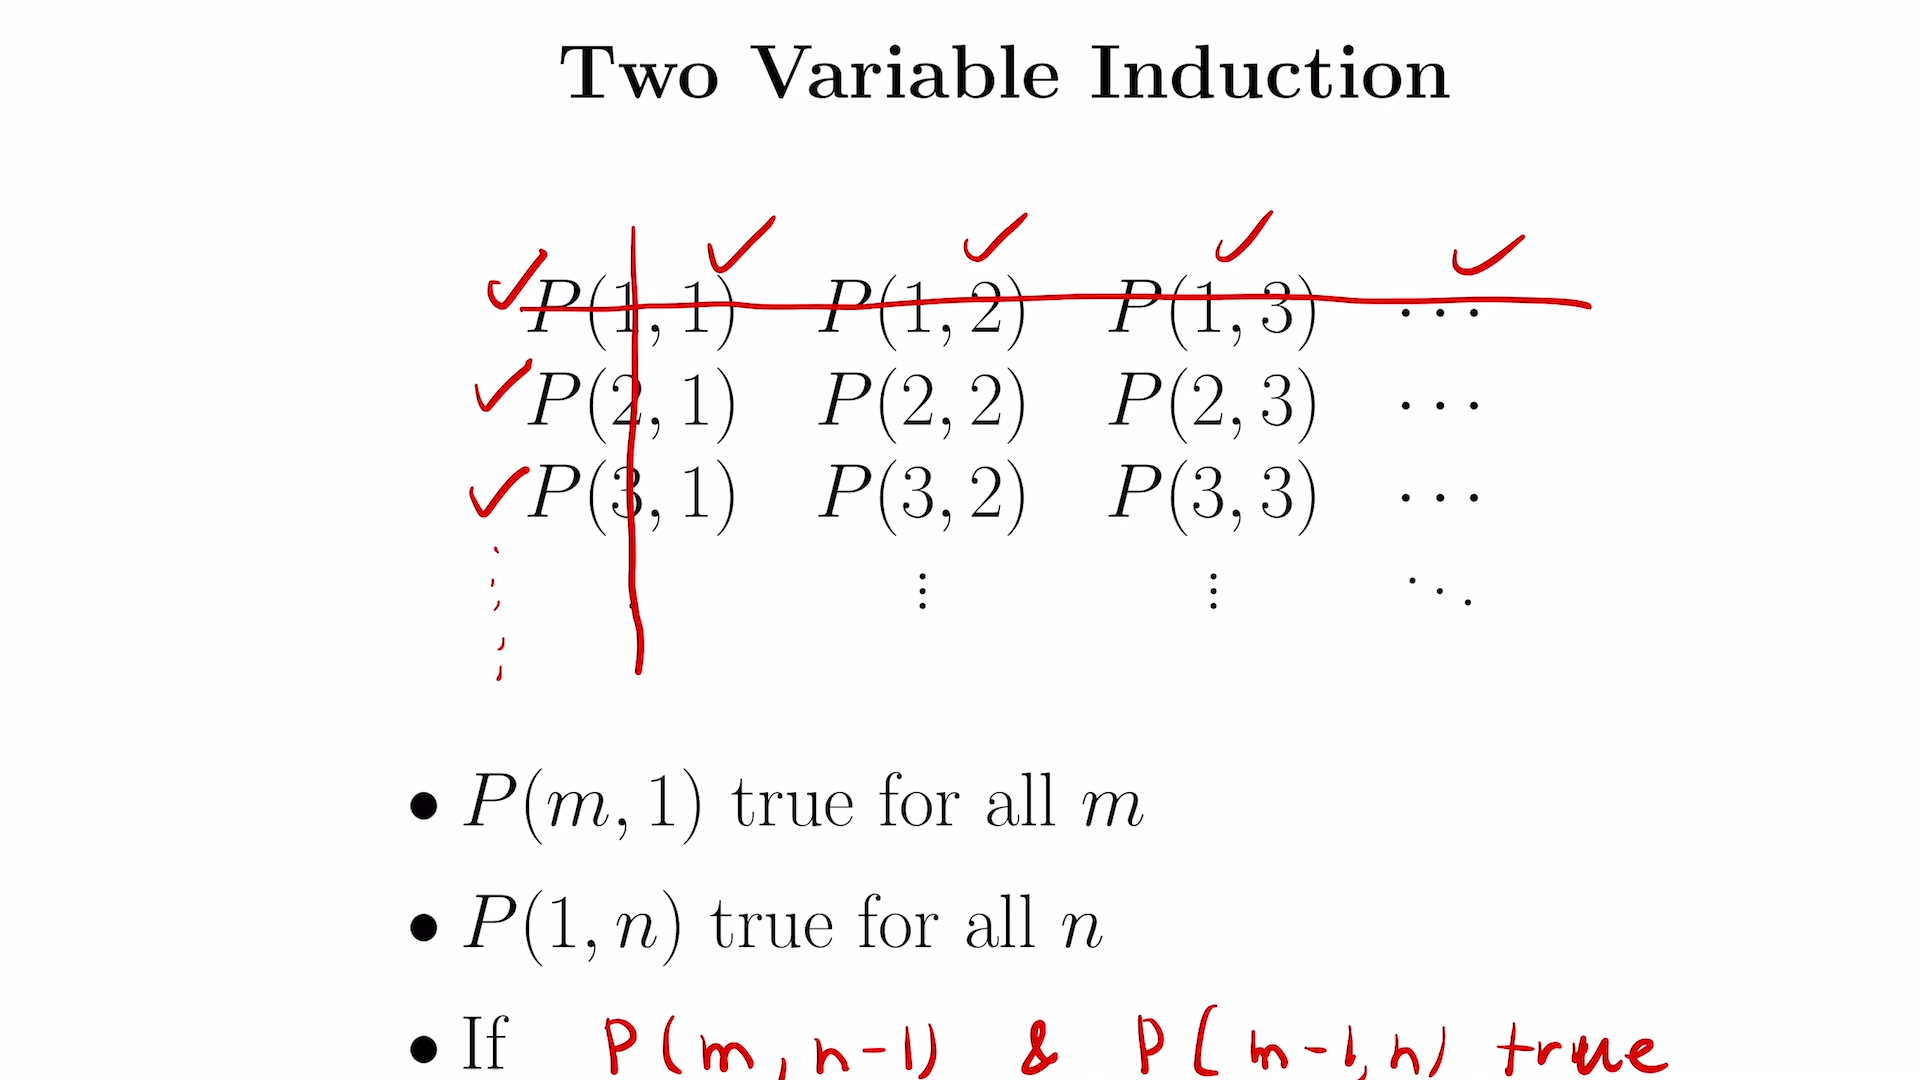 Two Variable Induction
P(1, 1) P(1, 2) P(1, 3) ···
P(2, 1) P(2, 2) P(2, 3) ···
P(3, 1) P(3, 2) P(3, 3) ···
⋮ ⋮ ⋱
• P(m, 1) true for all m
• P(1, n) true for all n
• If P(m, n-1) & P(m-1, n) true